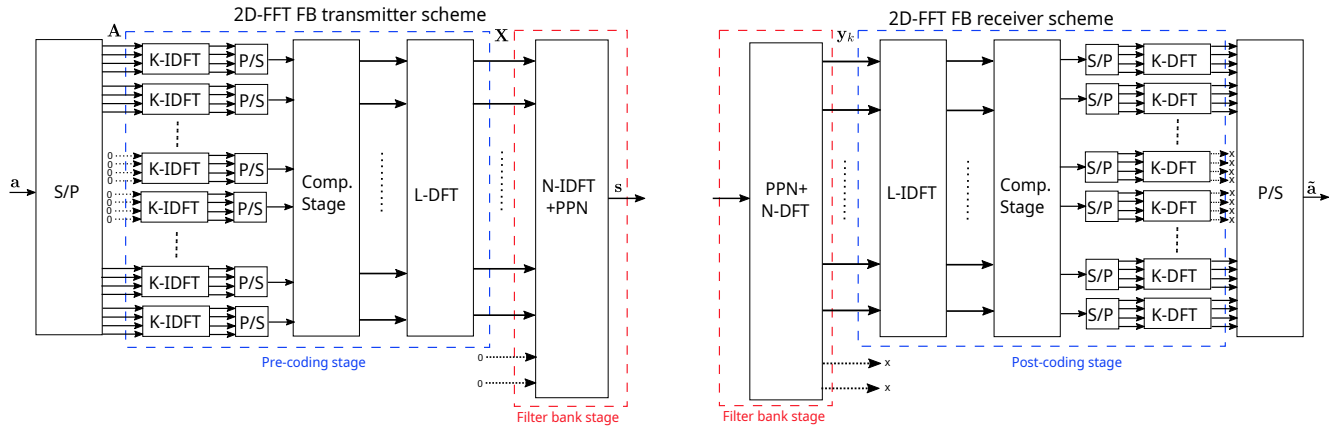 2D-FFT FB transmitter scheme
A
X
a
S/P
K-IDFT
P/S
K-IDFT
P/S
0
0
0
0
K-IDFT
P/S
0
0
0
0
K-IDFT
P/S
K-IDFT
P/S
K-IDFT
P/S
Comp.
Stage
L-DFT
N-IDFT
+PPN
s
0
0
Pre-coding stage
Filter bank stage
2D-FFT FB receiver scheme
y_k
PPN+
N-DFT
L-IDFT
Comp.
Stage
S/P
K-DFT
S/P
K-DFT
S/P
K-DFT
x
x
x
x
S/P
K-DFT
x
x
x
x
S/P
K-DFT
S/P
K-DFT
P/S
ã
x
x
Post-coding stage
Filter bank stage